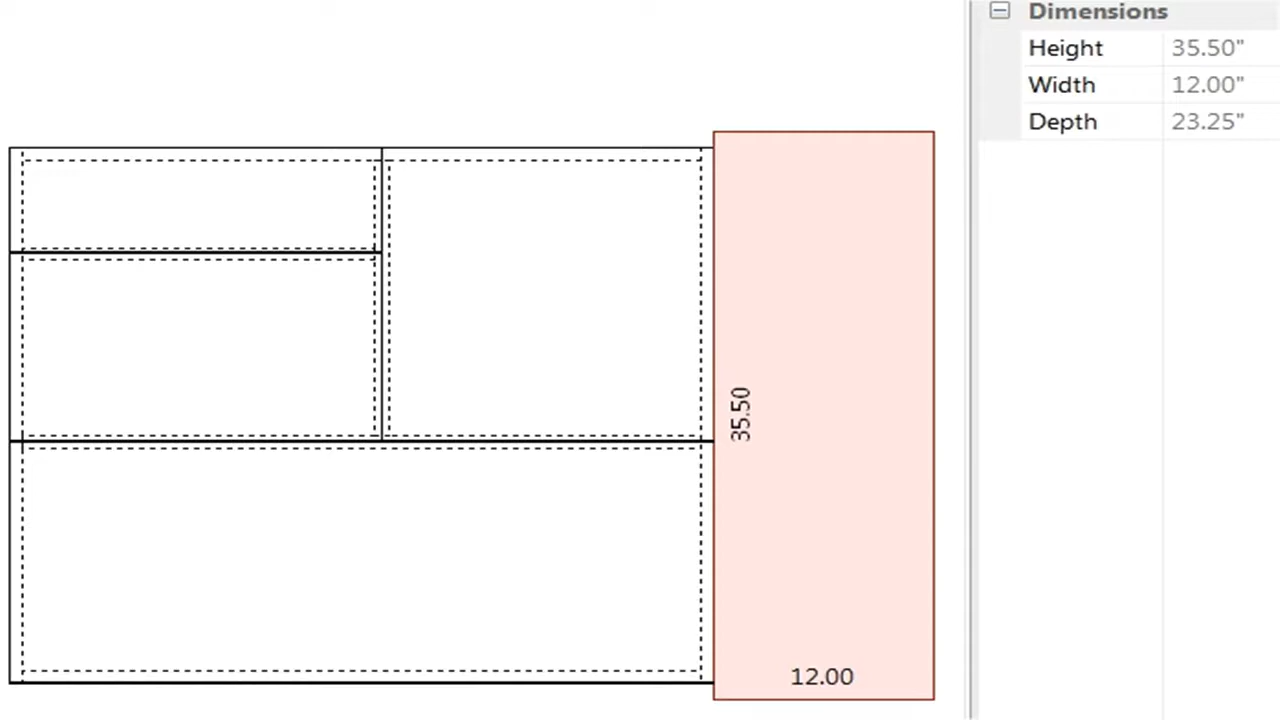 Dimensions
Height 35.50"
Width 12.00"
Depth 23.25"
35.50
12.00